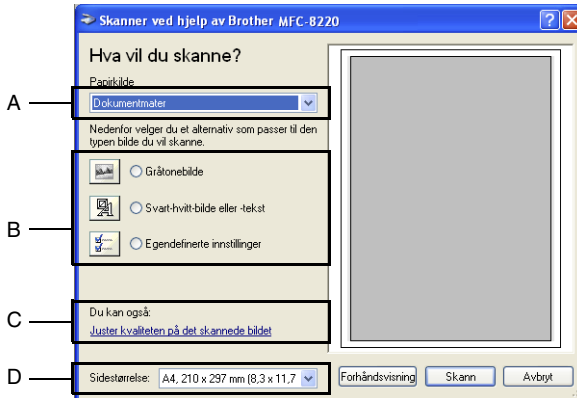 Skanner ved hjelp av Brother MFC-8220
Hva vil du skanne?
Papirkilde
A
Dokumentmater
Nedenfor velger du et alternativ som passer til den
typen bilde du vil skanne.
Gråtonebilde
B
Svart-hvitt-bilde eller -tekst
Egendefinerte innstillinger
C
Du kan også:
Juster kvaliteten på det skannede bildet
D
Sidestørrelse: A4, 210 x 297 mm (8,3 x 11,7
Forhåndsvisning Skann Avbryt